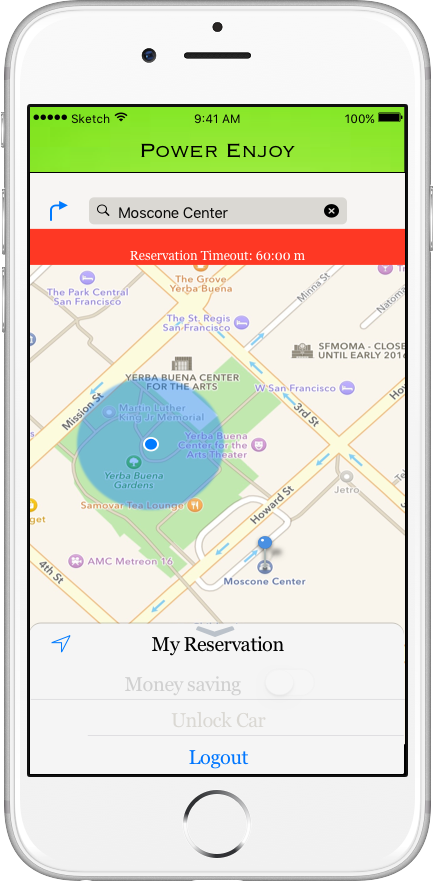 ●●●●● Sketch 9:41 AM 100%
POWER ENJOY
Moscone Center
Reservation Timeout: 60:00 m
The Grove
Yerba Buena
The Park Central
San Francisco
Minna St
Natoma
The St. Regis
San Francisco
SFMOMA - CLOSE
UNTIL EARLY 2016
YERBA BUENA CENTER
FOR THE ARTS
W San Francisco
Mission St
Martin Luther
King Jr Memorial
3rd St
Yerba Buena
Center for the
Arts Theater
Yerba Buena
Gardens
Jetro
Samovar Tea Lounge
Howard St
get
AMC Metreon 16
4th St
Moscone Center
My Reservation
Money saving
Unlock Car
Logout